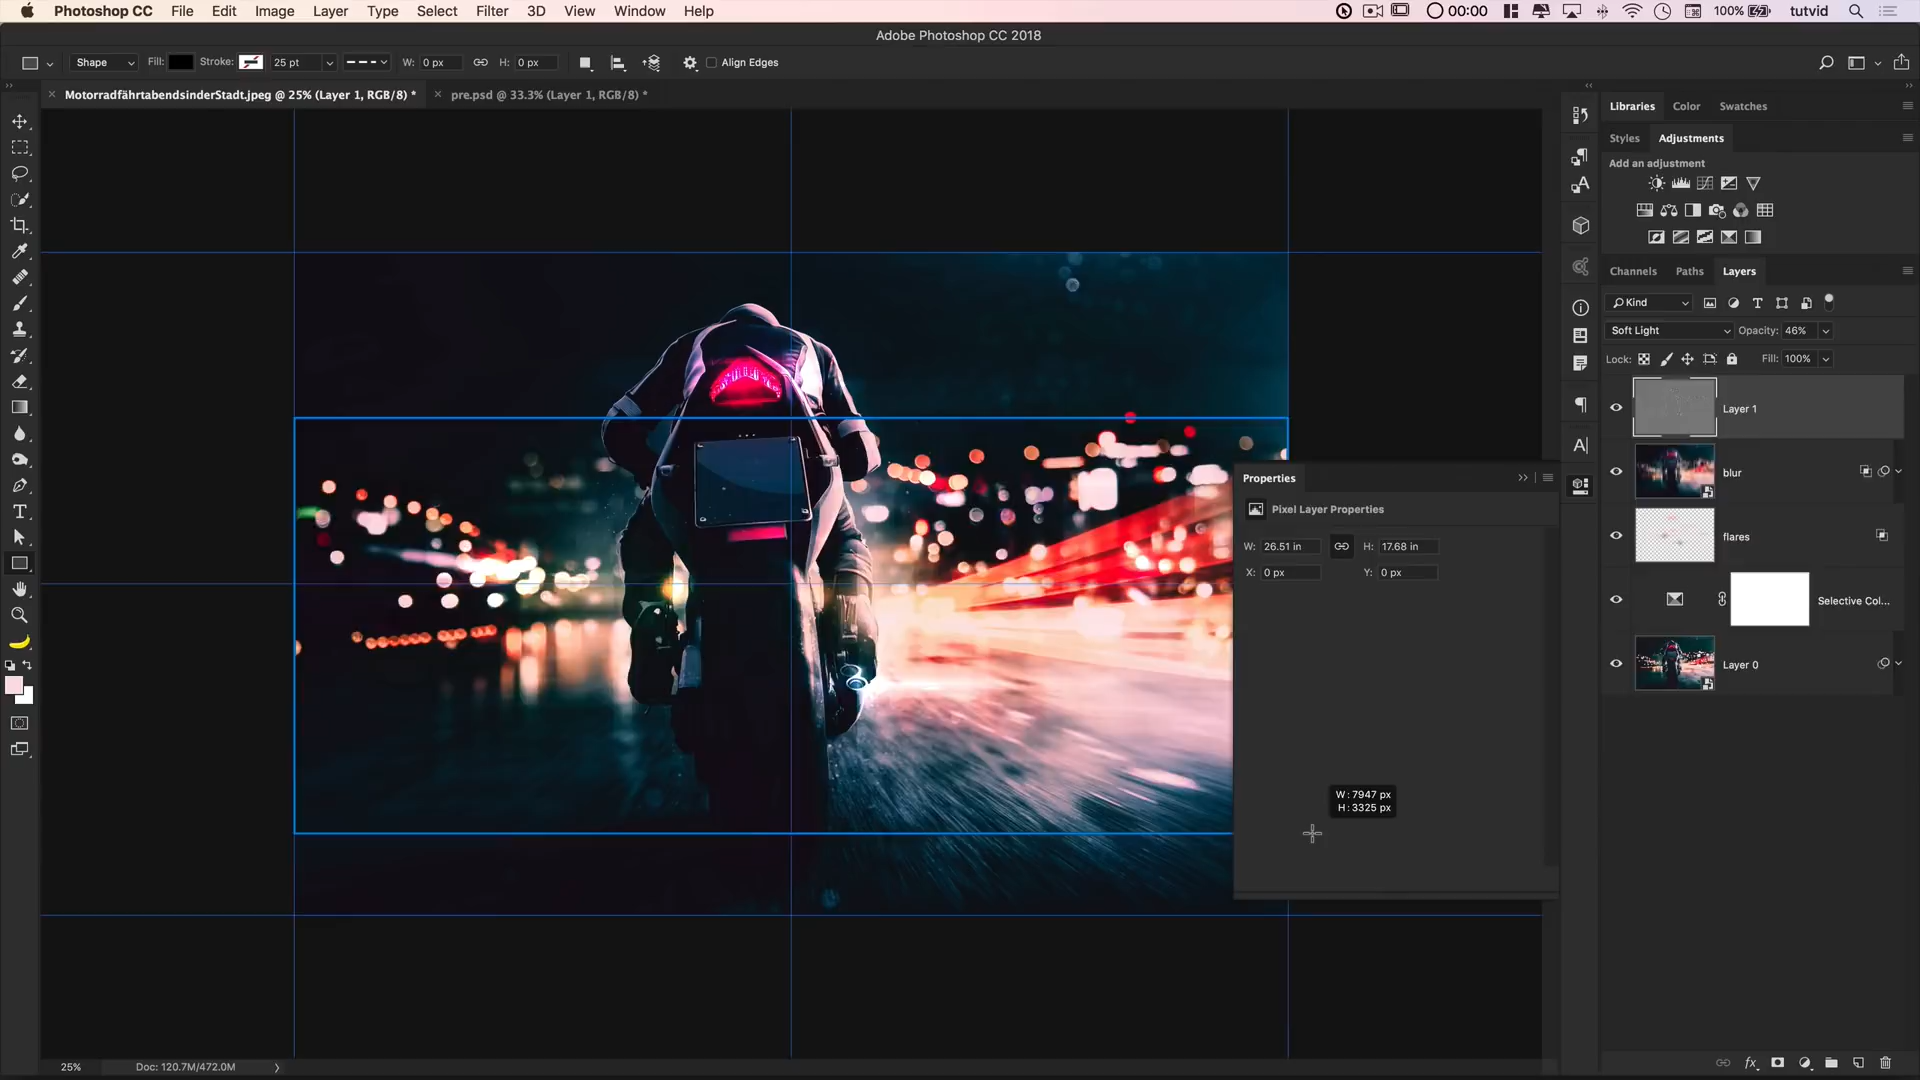 Photoshop CC File Edit Image Layer Type Select Filter 3D View Window Help 00:00 100% tutvid
Adobe Photoshop CC 2018
Shape Fill: Stroke: 25 pt W: 0 px H: 0 px Align Edges
MotorradfährtabendsinderStadt.jpeg @ 25% (Layer 1, RGB/8) * pre.psd @ 33.3% (Layer 1, RGB/8) *
Libraries Color Swatches
Styles Adjustments
Add an adjustment
Channels Paths Layers
Kind
Soft Light Opacity: 46%
Lock: Fill: 100%
Layer 1
blur
flares
Selective Col...
Layer 0
Properties
Pixel Layer Properties
W: 26.51 in H: 17.68 in
X: 0 px Y: 0 px
W : 7947 px
H : 3325 px
25% Doc: 120.7M/472.0M